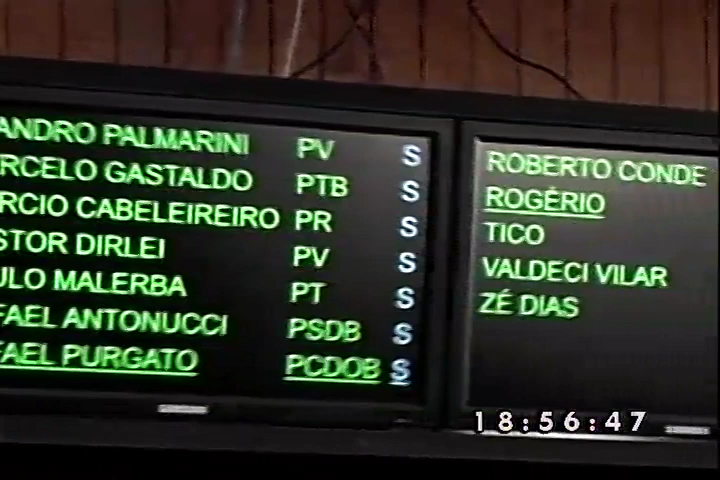 ANDRO PALMARINI PV S
RCELO GASTALDO PTB S
RCIO CABELEIREIRO PR S
STOR DIRLEI PV S
ULO MALERBA PT S
FAEL ANTONUCCI PSDB S
FAEL PURGATO PCDOB S
ROBERTO CONDE
ROGÉRIO
TICO
VALDECI VILAR
ZÉ DIAS
18:56:47